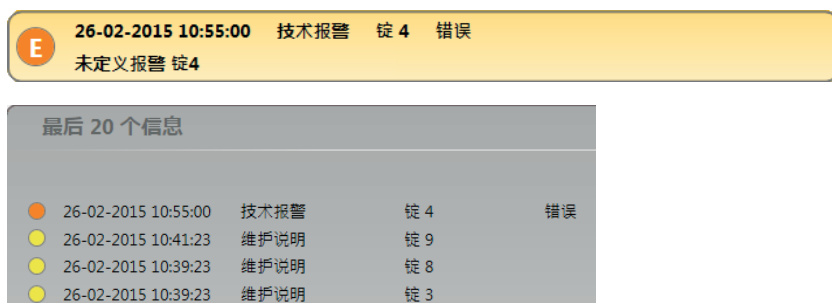 E
26-02-2015 10:55:00 技术报警 锭 4 错误
未定义报警 锭4
最后 20 个信息
26-02-2015 10:55:00 技术报警 锭 4 错误
26-02-2015 10:41:23 维护说明 锭 9
26-02-2015 10:39:23 维护说明 锭 8
26-02-2015 10:39:23 维护说明 锭 3